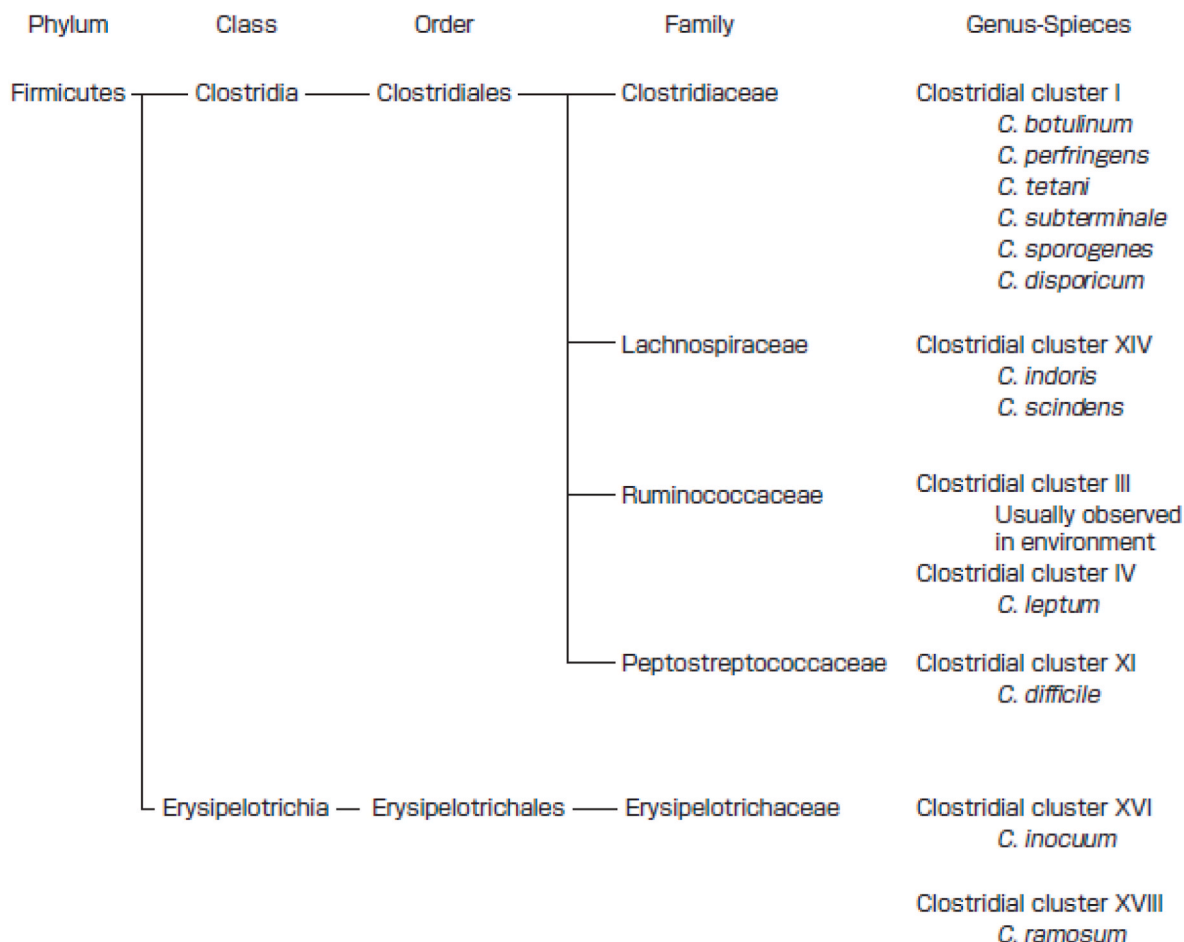 Phylum Class Order Family Genus-Spieces
Firmicutes Clostridia Clostridiales Clostridiaceae Clostridial cluster I
C. botulinum
C. perfringens
C. tetani
C. subterminale
C. sporogenes
C. disporicum
Lachnospiraceae Clostridial cluster XIV
C. indoris
C. scindens
Ruminococcaceae Clostridial cluster III
Usually observed
in environment
Clostridial cluster IV
C. leptum
Peptostreptococcaceae Clostridial cluster XI
C. difficile
Erysipelotrichia Erysipelotrichales Erysipelotrichaceae Clostridial cluster XVI
C. inocuum
Clostridial cluster XVIII
C. ramosum